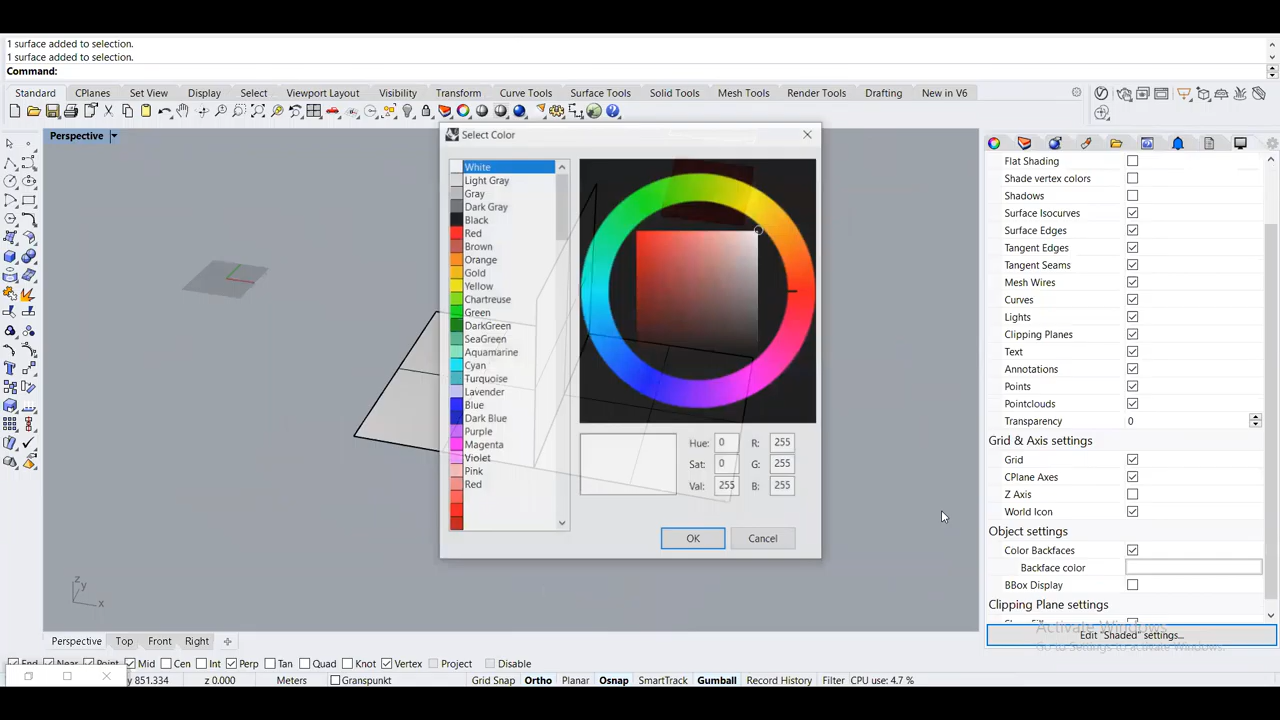 1 surface added to selection.
1 surface added to selection.
Command:
Standard CPlanes Set View Display Select Viewport Layout Visibility Transform Curve Tools Surface Tools Solid Tools Mesh Tools Render Tools Drafting New in V6
Perspective
Select Color
White
Light Gray
Gray
Dark Gray
Black
Red
Brown
Orange
Gold
Yellow
Chartreuse
Green
DarkGreen
SeaGreen
Aquamarine
Cyan
Turquoise
Lavender
Blue
Dark Blue
Purple
Magenta
Violet
Pink
Red
Hue: 0 R: 255
Sat: 0 G: 255
Val: 255 B: 255
OK Cancel
Flat Shading
Shade vertex colors
Shadows
Surface Isocurves
Surface Edges
Tangent Edges
Tangent Seams
Mesh Wires
Curves
Lights
Clipping Planes
Text
Annotations
Points
Pointclouds
Transparency 0
Grid & Axis settings
Grid
CPlane Axes
Z Axis
World Icon
Object settings
Color Backfaces
Backface color
BBox Display
Clipping Plane settings
Activate Windows
Edit "Shaded" settings...
Go to Settings to activate Windows.
z
y
x
Perspective Top Front Right
End Near Point Mid Cen Int Perp Tan Quad Knot Vertex Project Disable
y 851.334 z 0.000 Meters Granspunkt Grid Snap Ortho Planar Osnap SmartTrack Gumball Record History Filter CPU use: 4.7 %